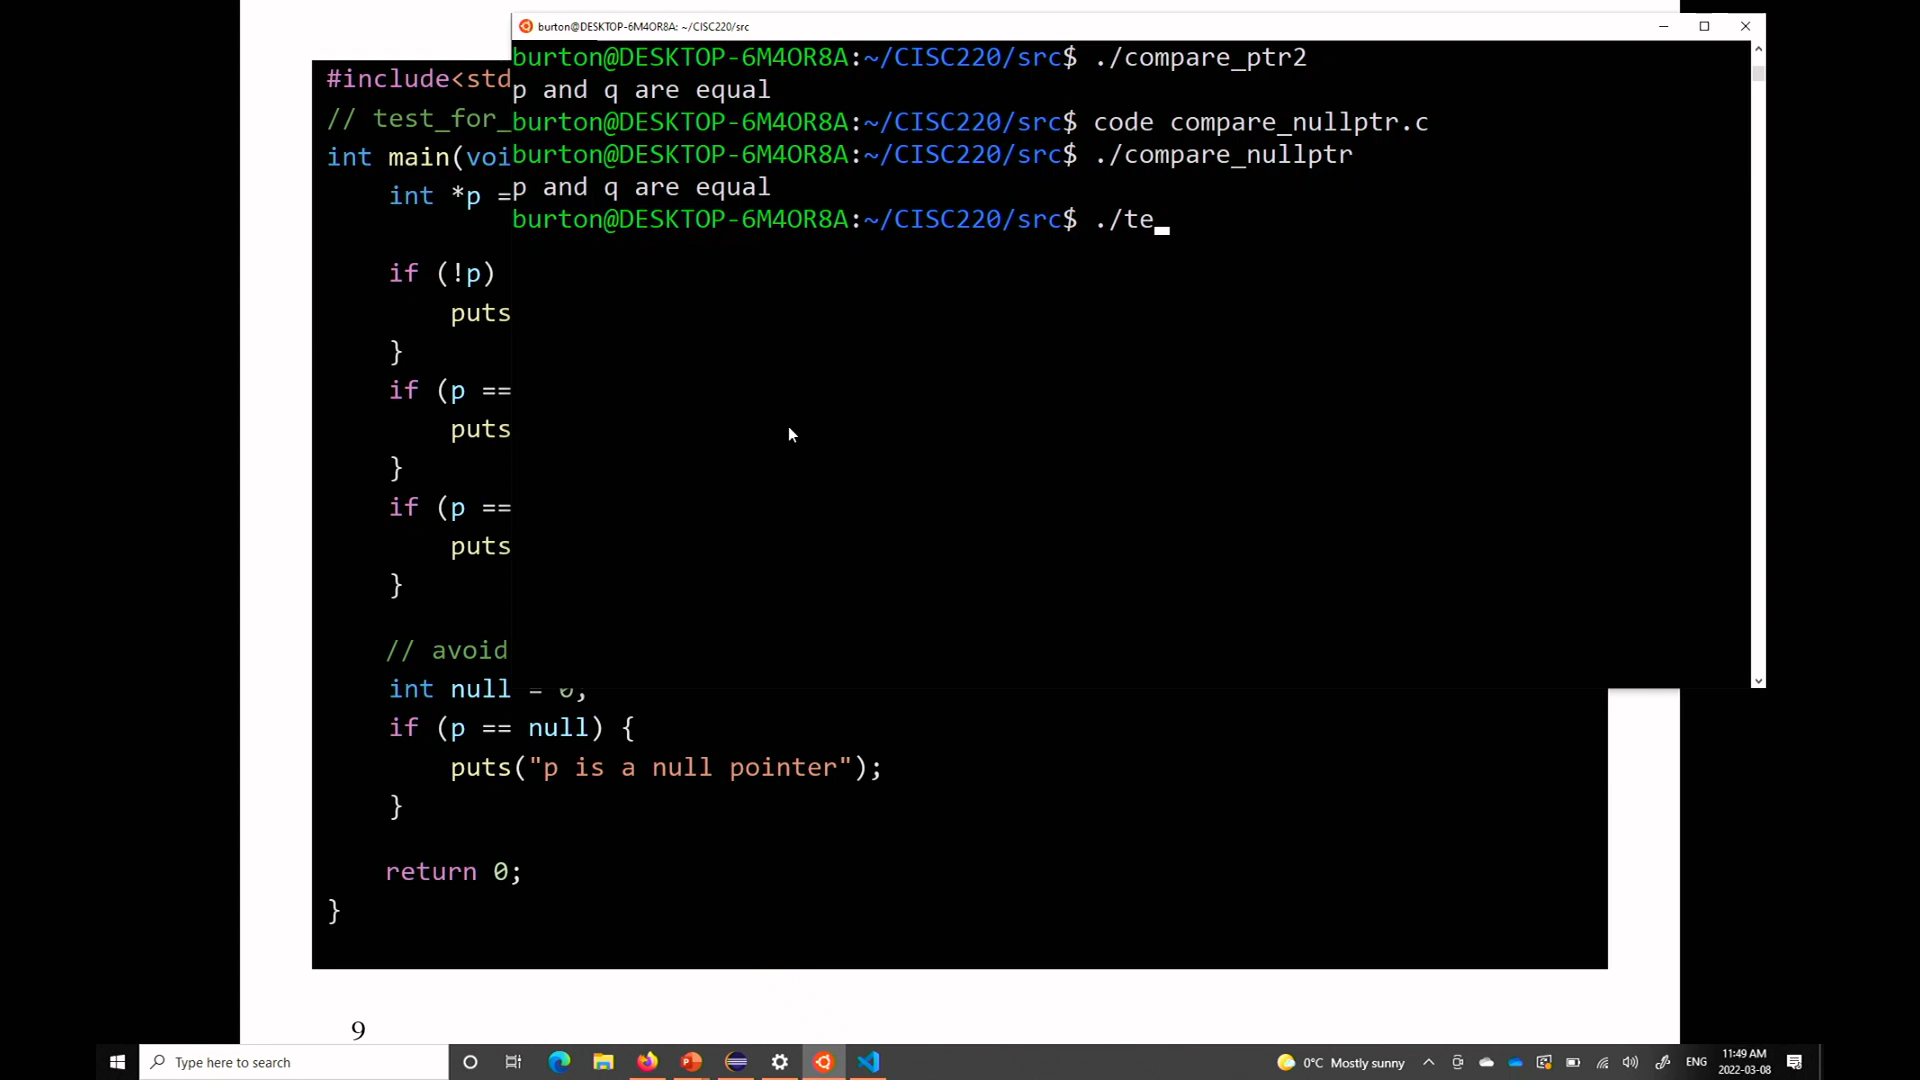 burton@DESKTOP-6M4OR8A: ~/CISC220/src
burton@DESKTOP-6M4OR8A:~/CISC220/src$ ./compare_ptr2
p and q are equal
burton@DESKTOP-6M4OR8A:~/CISC220/src$ code compare_nullptr.c
burton@DESKTOP-6M4OR8A:~/CISC220/src$ ./compare_nullptr
p and q are equal
burton@DESKTOP-6M4OR8A:~/CISC220/src$ ./te_
#include<std
// test_for_
int main(voi
int *p =
if (!p)
puts
}
if (p ==
puts
}
if (p ==
puts
}
// avoid
int null = 0,
if (p == null) {
puts("p is a null pointer");
}
return 0;
}
9
Type here to search
0°C Mostly sunny
ENG
11:49 AM
2022-03-08